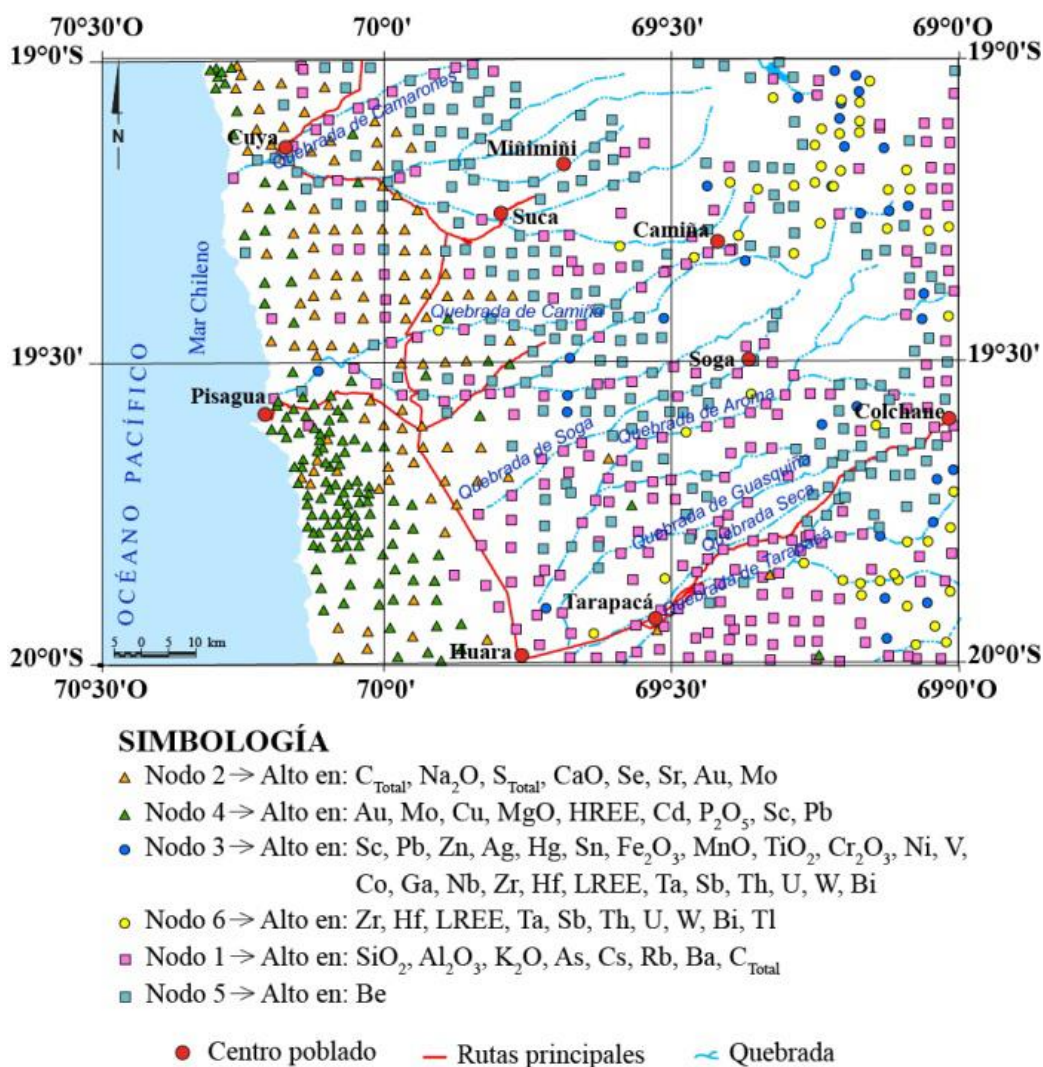 70°30'O 70°0'O 69°30'O 69°0'O
19°0'S 19°0'S
N
Cuya
Quebrada de Camarones
Miñimiñi
Suca
Camiña
Mar Chileno
Quebrada de Camiña
19°30' 19°30'
Soga
Pisagua
Colchane
OCÉANO PACÍFICO
Quebrada de Aroma
Quebrada de Soga
Quebrada de Guasquiña
Quebrada Seca
Quebrada de Tarapacá
Tarapacá
5 0 5 10 km
Huara
20°0'S 20°0'S
70°30'O 70°0'O 69°30'O 69°0'O
SIMBOLOGÍA
Nodo 2→ Alto en: C_Total, Na₂O, S_Total, CaO, Se, Sr, Au, Mo
Nodo 4→ Alto en: Au, Mo, Cu, MgO, HREE, Cd, P₂O₅, Sc, Pb
Nodo 3→ Alto en: Sc, Pb, Zn, Ag, Hg, Sn, Fe₂O₃, MnO, TiO₂, Cr₂O₃, Ni, V,
Co, Ga, Nb, Zr, Hf, LREE, Ta, Sb, Th, U, W, Bi
Nodo 6→ Alto en: Zr, Hf, LREE, Ta, Sb, Th, U, W, Bi, Tl
Nodo 1→ Alto en: SiO₂, Al₂O₃, K₂O, As, Cs, Rb, Ba, C_Total
Nodo 5→ Alto en: Be
Centro poblado Rutas principales Quebrada